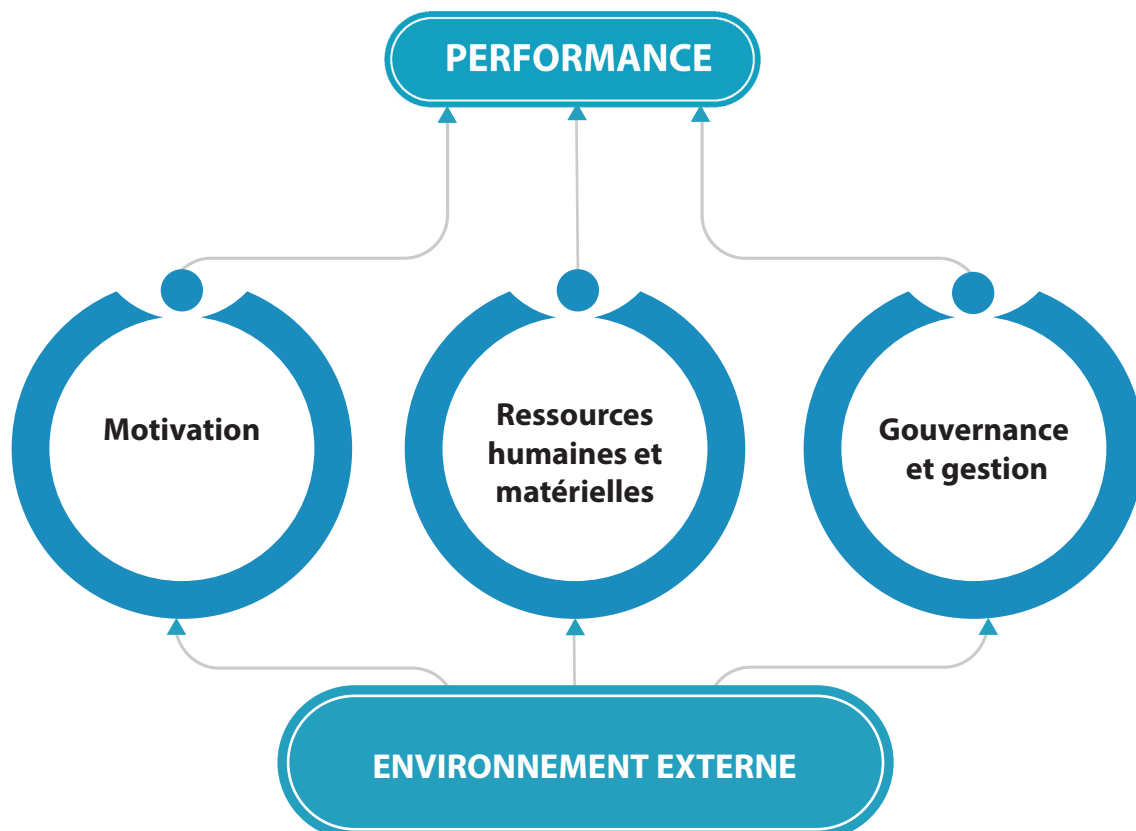 PERFORMANCE
Motivation
Ressources
humaines et
matérielles
Gouvernance
et gestion
ENVIRONNEMENT EXTERNE